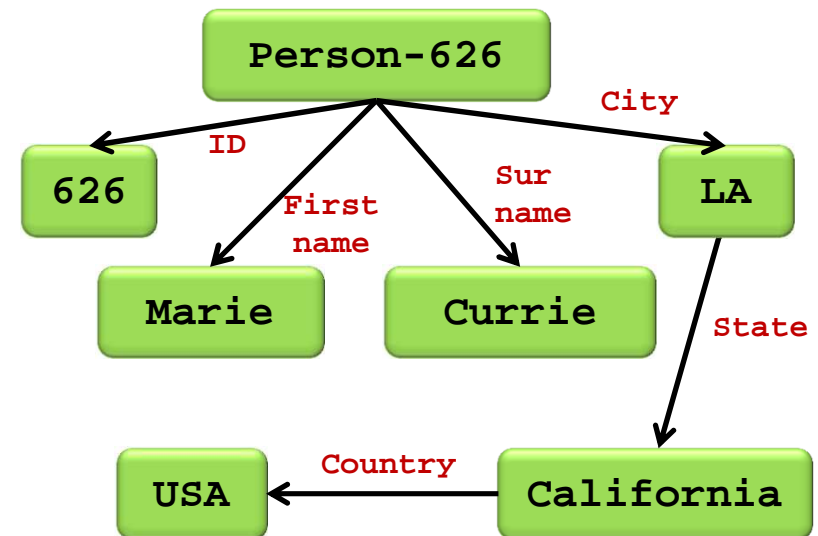 Person-626
City
ID
626
First
name
Sur
name
LA
Marie
Currie
State
Country
USA
California